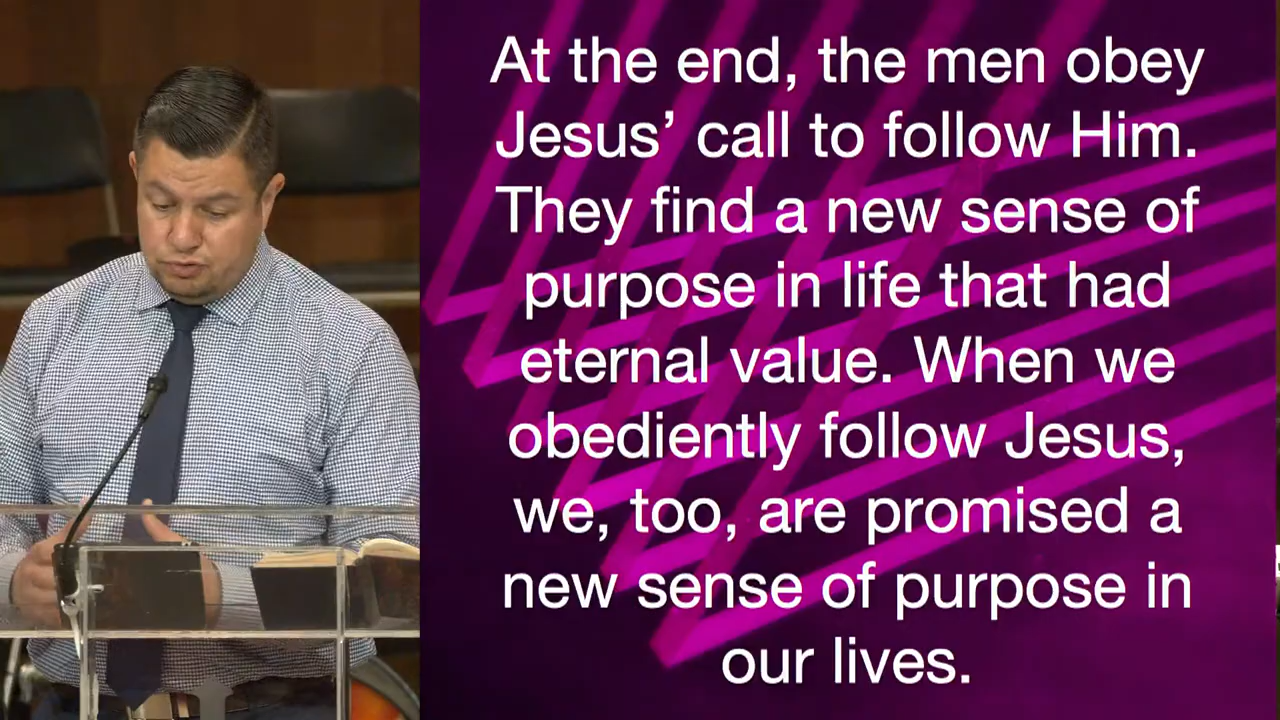 At the end, the men obey
Jesus’ call to follow Him.
They find a new sense of
purpose in life that had
eternal value. When we
obediently follow Jesus,
we, too, are promised a
new sense of purpose in
our lives.